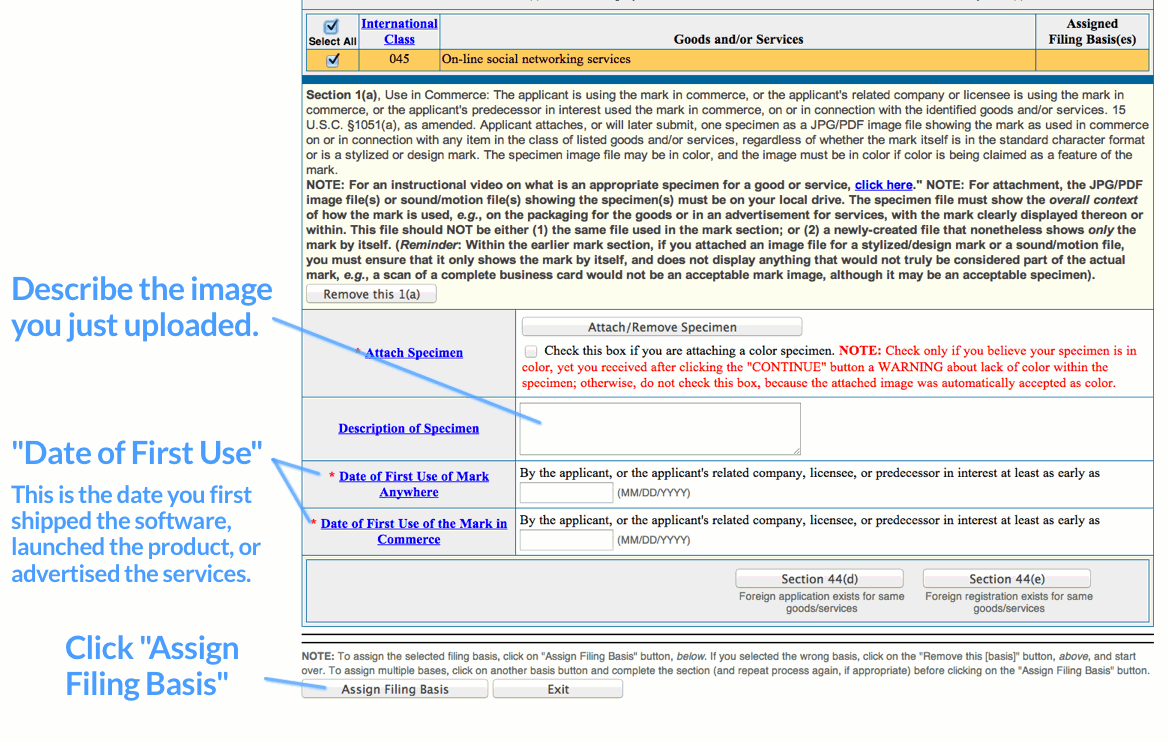 International
Select All
Class
Goods and/or Services
Assigned
Filing Basis(es)
045
On-line social networking services
Section 1(a), Use in Commerce: The applicant is using the mark in commerce, or the applicant's related company or licensee is using the mark in
commerce, or the applicant's predecessor in interest used the mark in commerce, on or in connection with the identified goods and/or services. 15
U.S.C. §1051(a), as amended. Applicant attaches, or will later submit, one specimen as a JPG/PDF image file showing the mark as used in commerce
on or in connection with any item in the class of listed goods and/or services, regardless of whether the mark itself is in the standard character format
or is a stylized or design mark. The specimen image file may be in color, and the image must be in color if color is being claimed as a feature of the
mark.
NOTE: For an instructional video on what is an appropriate specimen for a good or service, click here." NOTE: For attachment, the JPG/PDF
image file(s) or sound/motion file(s) showing the specimen(s) must be on your local drive. The specimen file must show the overall context
of how the mark is used, e.g., on the packaging for the goods or in an advertisement for services, with the mark clearly displayed thereon or
within. This file should NOT be either (1) the same file used in the mark section; or (2) a newly-created file that nonetheless shows only the
mark by itself. (Reminder: Within the earlier mark section, if you attached an image file for a stylized/design mark or a sound/motion file,
you must ensure that it only shows the mark by itself, and does not display anything that would not truly be considered part of the actual
mark, e.g., a scan of a complete business card would not be an acceptable mark image, although it may be an acceptable specimen).
Remove this 1(a)
Describe the image
you just uploaded.
* Attach Specimen
Attach/Remove Specimen
Check this box if you are attaching a color specimen. NOTE: Check only if you believe your specimen is in
color, yet you received after clicking the "CONTINUE" button a WARNING about lack of color within the
specimen; otherwise, do not check this box, because the attached image was automatically accepted as color.
Description of Specimen
"Date of First Use"
This is the date you first
shipped the software,
launched the product, or
advertised the services.
* Date of First Use of Mark
Anywhere
By the applicant, or the applicant's related company, licensee, or predecessor in interest at least as early as
(MM/DD/YYYY)
* Date of First Use of the Mark in
Commerce
By the applicant, or the applicant's related company, licensee, or predecessor in interest at least as early as
(MM/DD/YYYY)
Section 44(d)
Foreign application exists for same
goods/services
Section 44(e)
Foreign registration exists for same
goods/services
Click "Assign
Filing Basis"
NOTE: To assign the selected filing basis, click on "Assign Filing Basis" button, below. If you selected the wrong basis, click on the "Remove this [basis]" button, above, and start
over. To assign multiple bases, click on another basis button and complete the section (and repeat process again, if appropriate) before clicking on the "Assign Filing Basis" button.
Assign Filing Basis
Exit